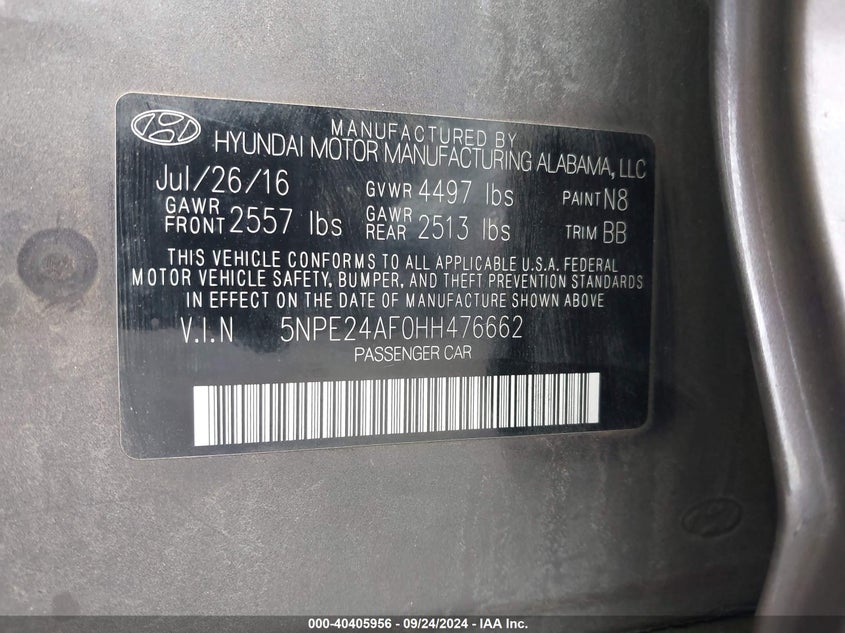 MANUFACTURED BY
HYUNDAI MOTOR MANUFACTURING ALABAMA, LLC
Jul/26/16 GVWR 4497 lbs PAINT N8
GAWR FRONT 2557 lbs GAWR REAR 2513 lbs TRIM BB
THIS VEHICLE CONFORMS TO ALL APPLICABLE U.S.A. FEDERAL
MOTOR VEHICLE SAFETY, BUMPER, AND THEFT PREVENTION STANDARDS
IN EFFECT ON THE DATE OF MANUFACTURE SHOWN ABOVE.
V.I.N 5NPE24AF0HH476662
PASSENGER CAR
000-40405956 - 09/24/2024 - IAA Inc.